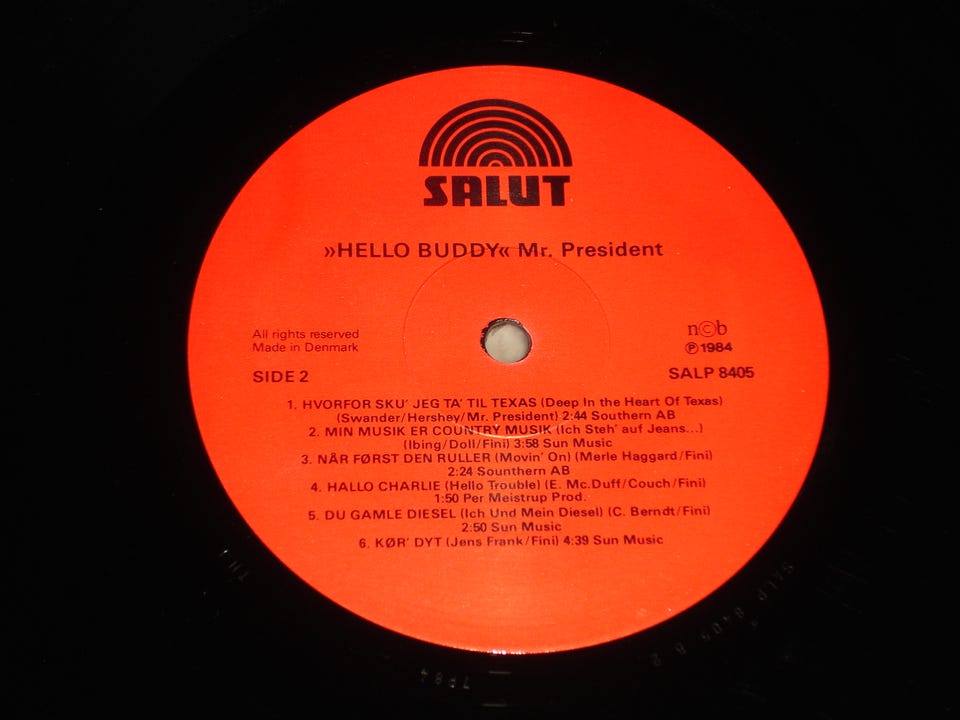 SALUT
»HELLO BUDDY« Mr. President
All rights reserved
Made in Denmark
SIDE 2
n©b
℗1984
SALP 8405
1. HVORFOR SKU' JEG TA' TIL TEXAS (Deep In the Heart Of Texas)
(Swander/Hershey/Mr. President) 2:44 Southern AB
2. MIN MUSIK ER COUNTRY MUSIK (Ich Steh' auf Jeans...)
(Ibing/Doll/Fini) 3:58 Sun Music
3. NÅR FØRST DEN RULLER (Movin' On) (Merle Haggard/Fini)
2:24 Sounthern AB
4. HALLO CHARLIE (Hello Trouble) (E. Mc.Duff/Couch/Fini)
1:50 Per Meistrup Prod.
5. DU GAMLE DIESEL (Ich Und Mein Diesel) (C. Berndt/Fini)
2:50 Sun Music
6. KØR' DYT (Jens Frank/Fini) 4:39 Sun Music
SALP 8405 B 2